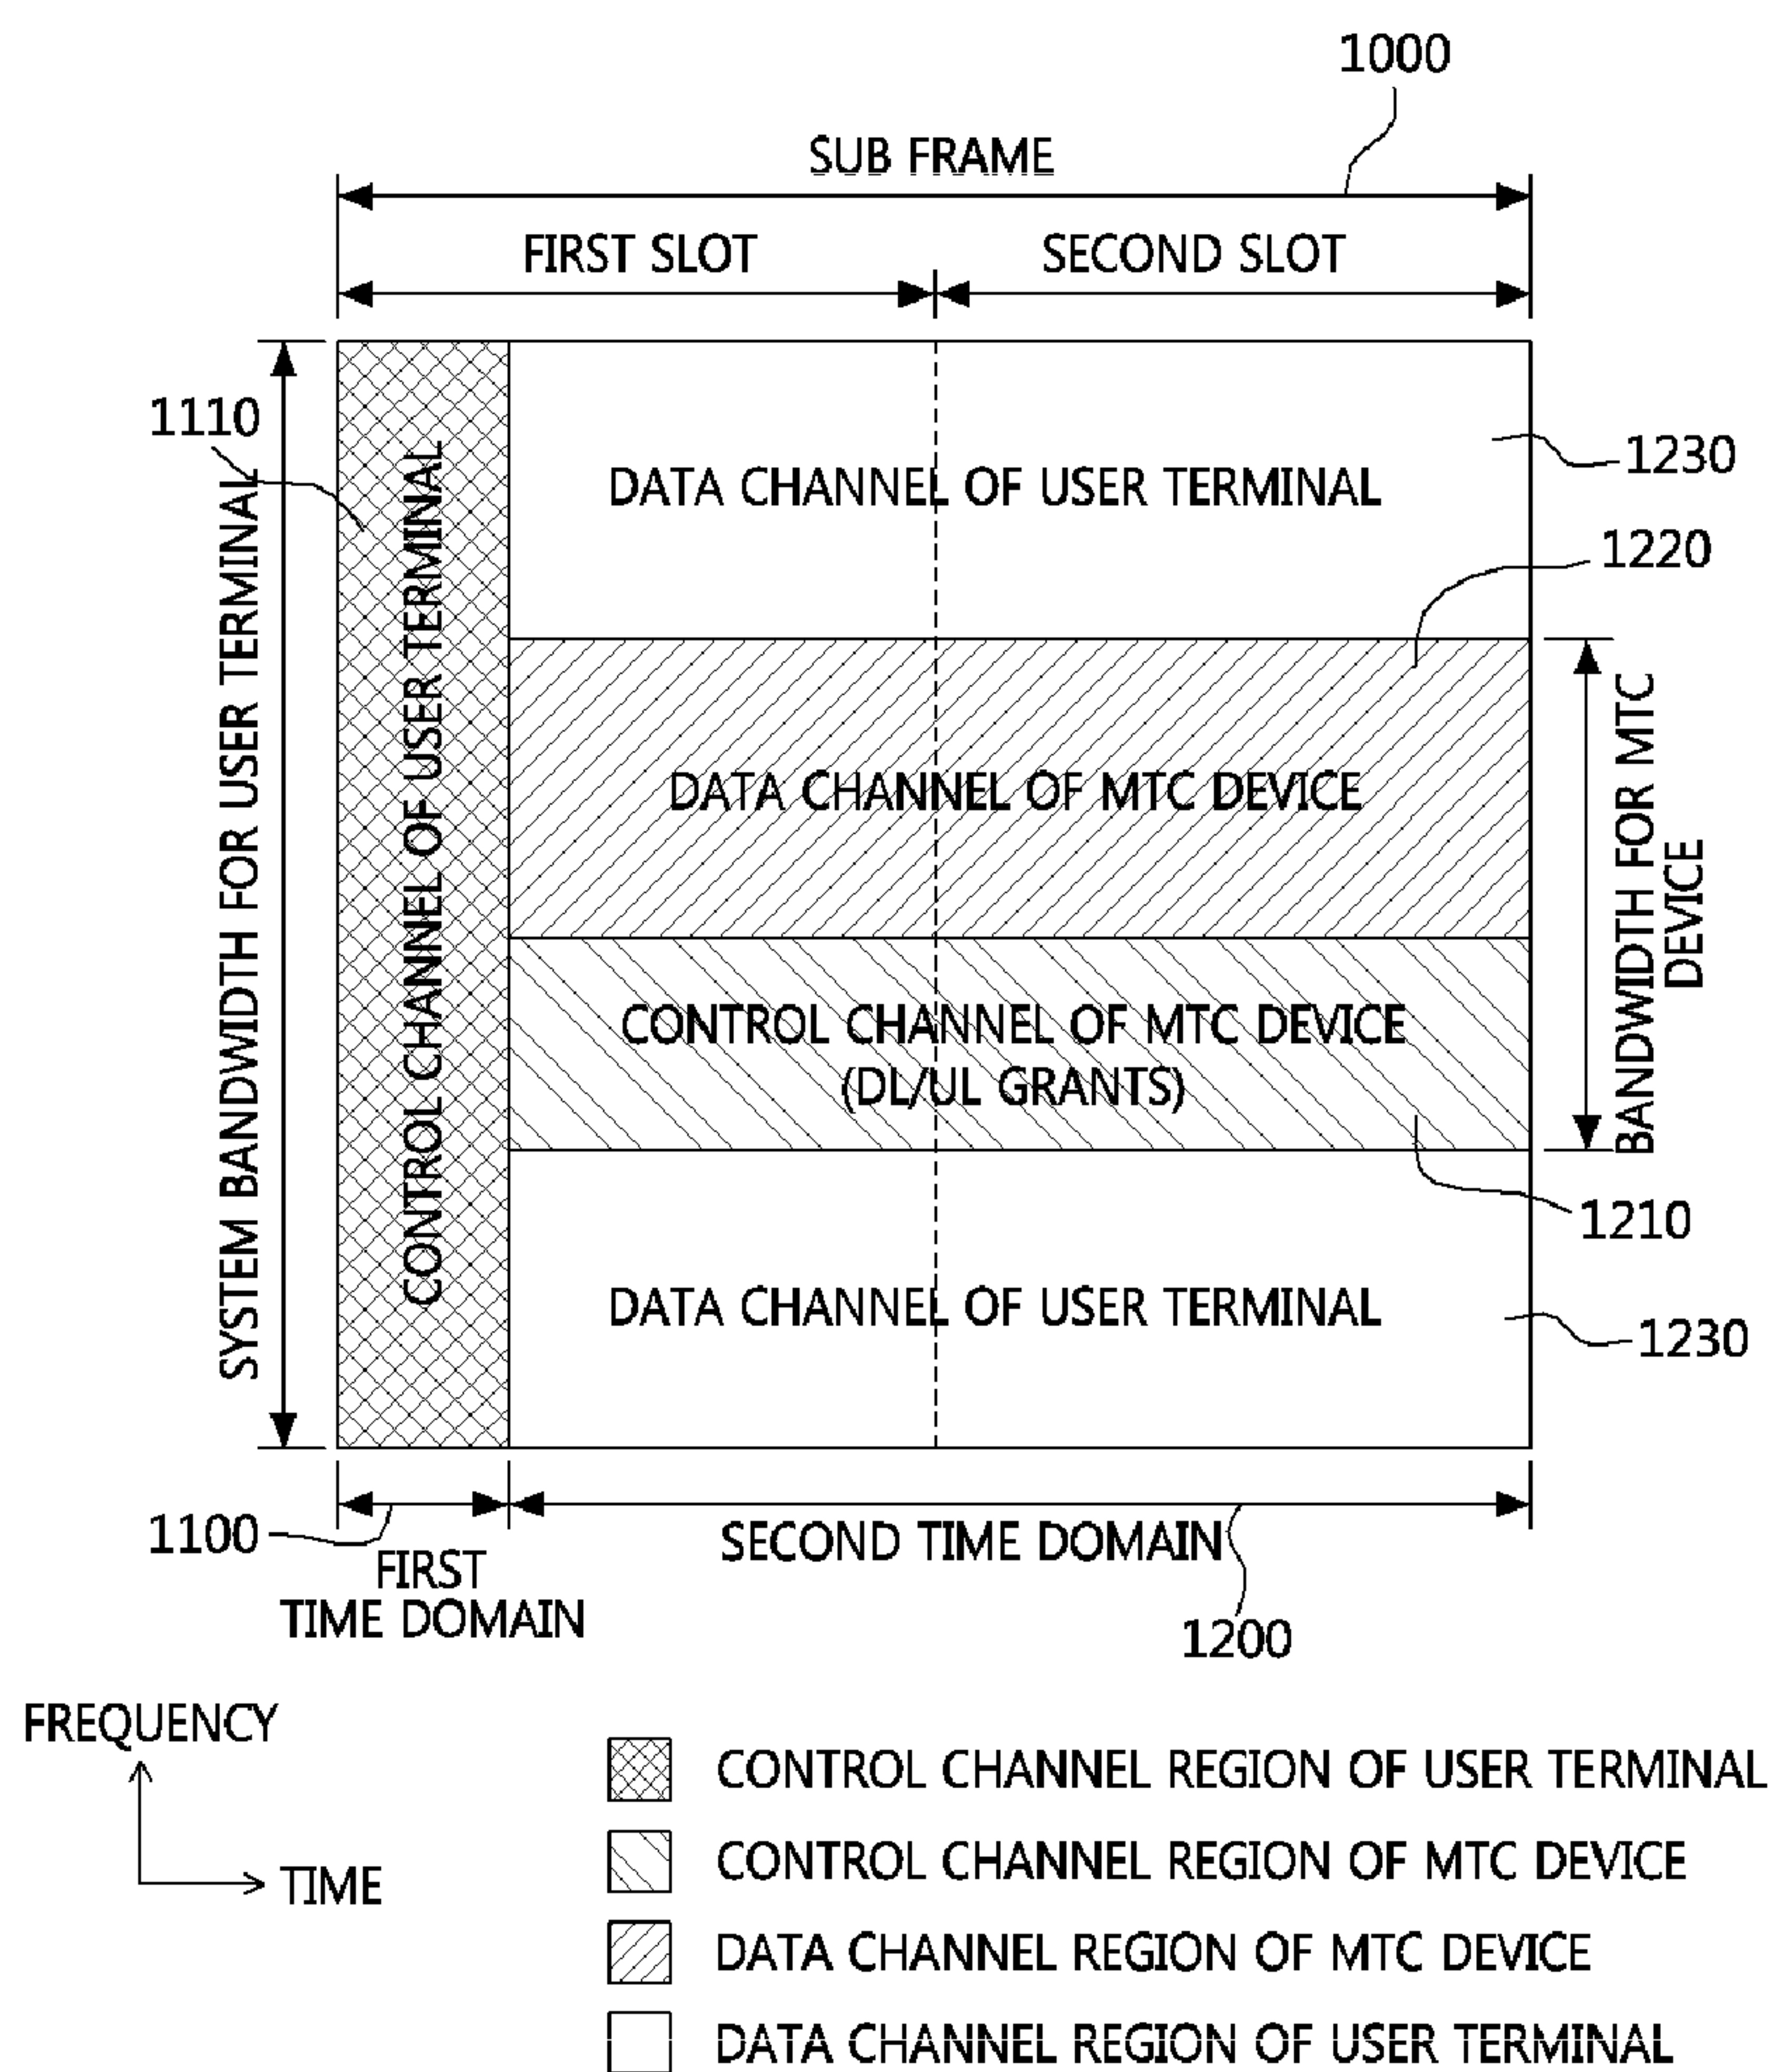 1000
SUB FRAME
FIRST SLOT
SECOND SLOT
1110
SYSTEM BANDWIDTH FOR USER TERMINAL
CONTROL CHANNEL OF USER TERMINAL
DATA CHANNEL OF USER TERMINAL
1230
1220
DATA CHANNEL OF MTC DEVICE
BANDWIDTH FOR MTC
DEVICE
CONTROL CHANNEL OF MTC DEVICE
(DL/UL GRANTS)
1210
DATA CHANNEL OF USER TERMINAL
1230
1100
FIRST
TIME DOMAIN
SECOND TIME DOMAIN
1200
FREQUENCY
TIME
CONTROL CHANNEL REGION OF USER TERMINAL
CONTROL CHANNEL REGION OF MTC DEVICE
DATA CHANNEL REGION OF MTC DEVICE
DATA CHANNEL REGION OF USER TERMINAL